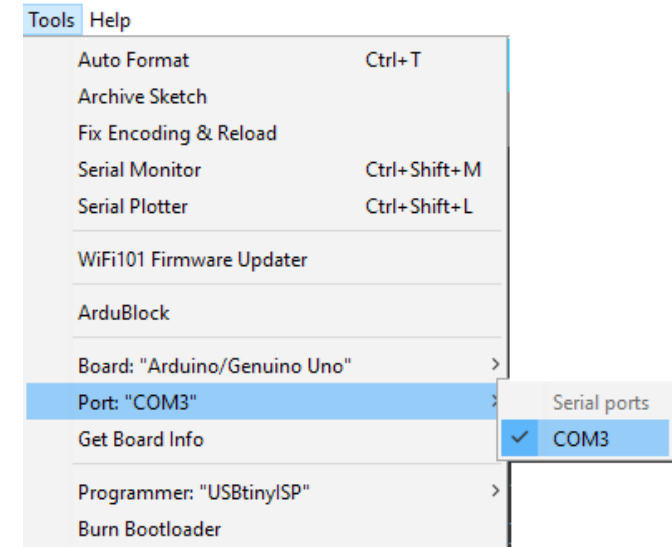 Tools Help
Auto Format Ctrl+T
Archive Sketch
Fix Encoding & Reload
Serial Monitor Ctrl+Shift+M
Serial Plotter Ctrl+Shift+L
WiFi101 Firmware Updater
ArduBlock
Board: "Arduino/Genuino Uno"
Port: "COM3"
Serial ports
COM3
Get Board Info
Programmer: "USBtinyISP"
Burn Bootloader